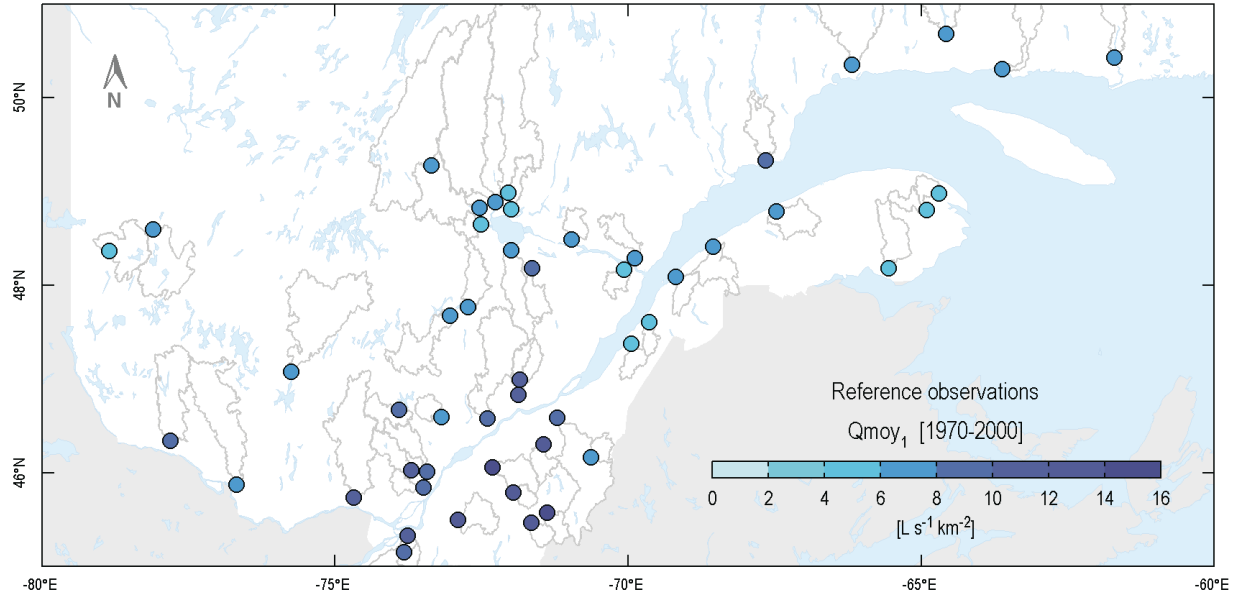 N
50°N
48°N
46°N
Reference observations
Qmoy₁ [1970-2000]
0 2 4 6 8 10 12 14 16
[L s⁻¹ km⁻²]
-80°E -75°E -70°E -65°E -60°E